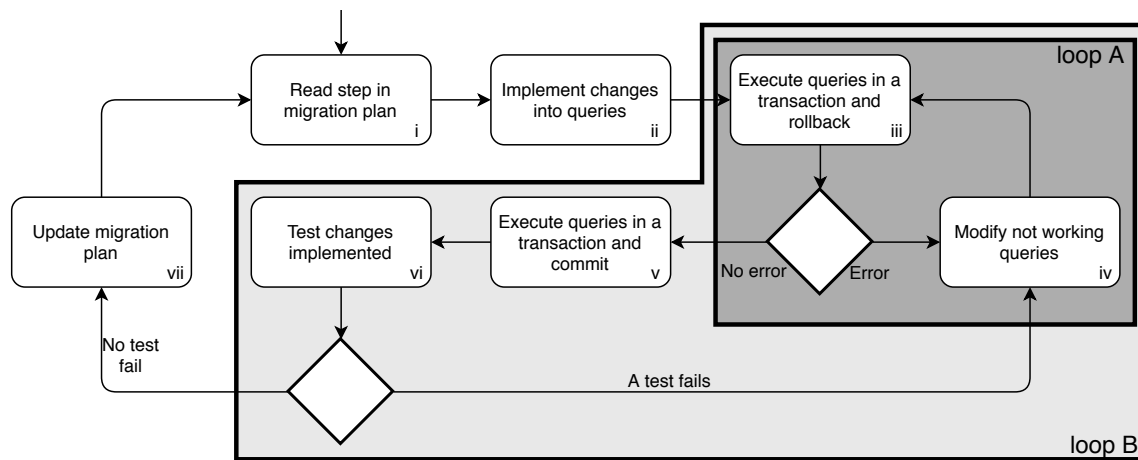 loop A
Read step in
migration plan
i
Implement changes
into queries
ii
Execute queries in a
transaction and
rollback
iii
Update migration
plan
vii
Test changes
implemented
vi
Execute queries in a
transaction and
commit
v
No error
Error
Modify not working
queries
iv
No test
fail
A test fails
loop B